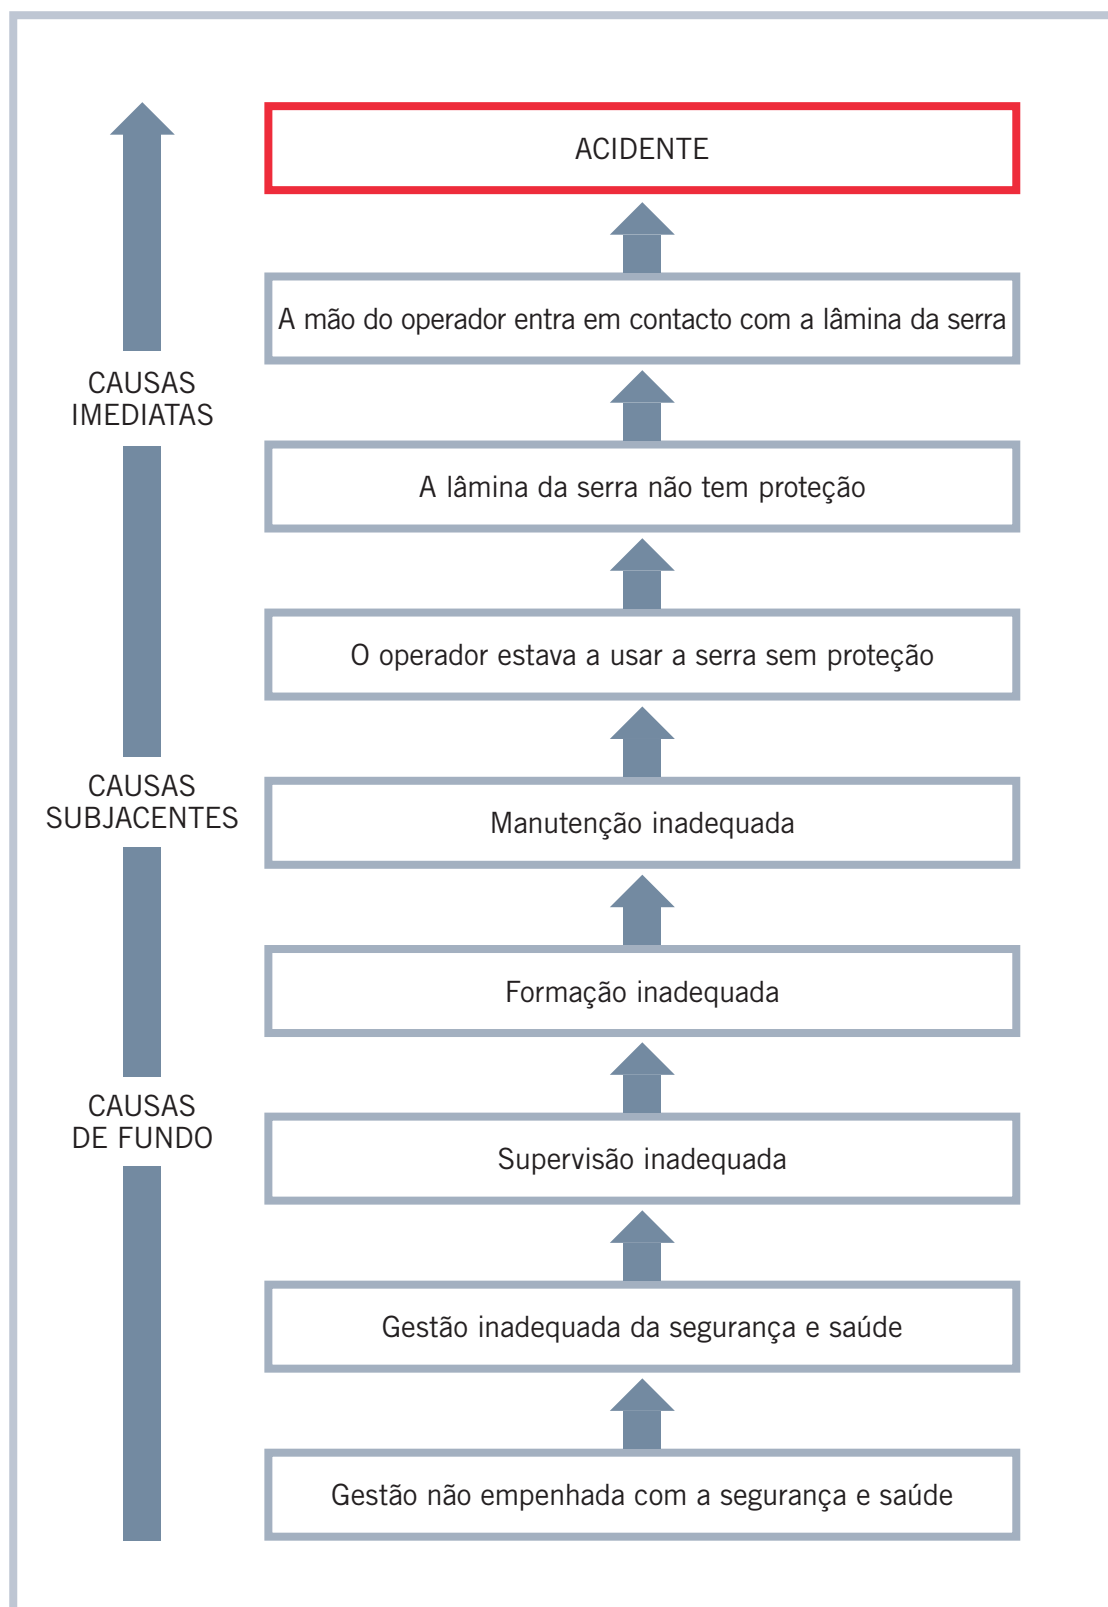 ACIDENTE
A mão do operador entra em contacto com a lâmina da serra
CAUSAS
IMEDIATAS
A lâmina da serra não tem proteção
O operador estava a usar a serra sem proteção
CAUSAS
SUBJACENTES
Manutenção inadequada
Formação inadequada
CAUSAS
DE FUNDO
Supervisão inadequada
Gestão inadequada da segurança e saúde
Gestão não empenhada com a segurança e saúde